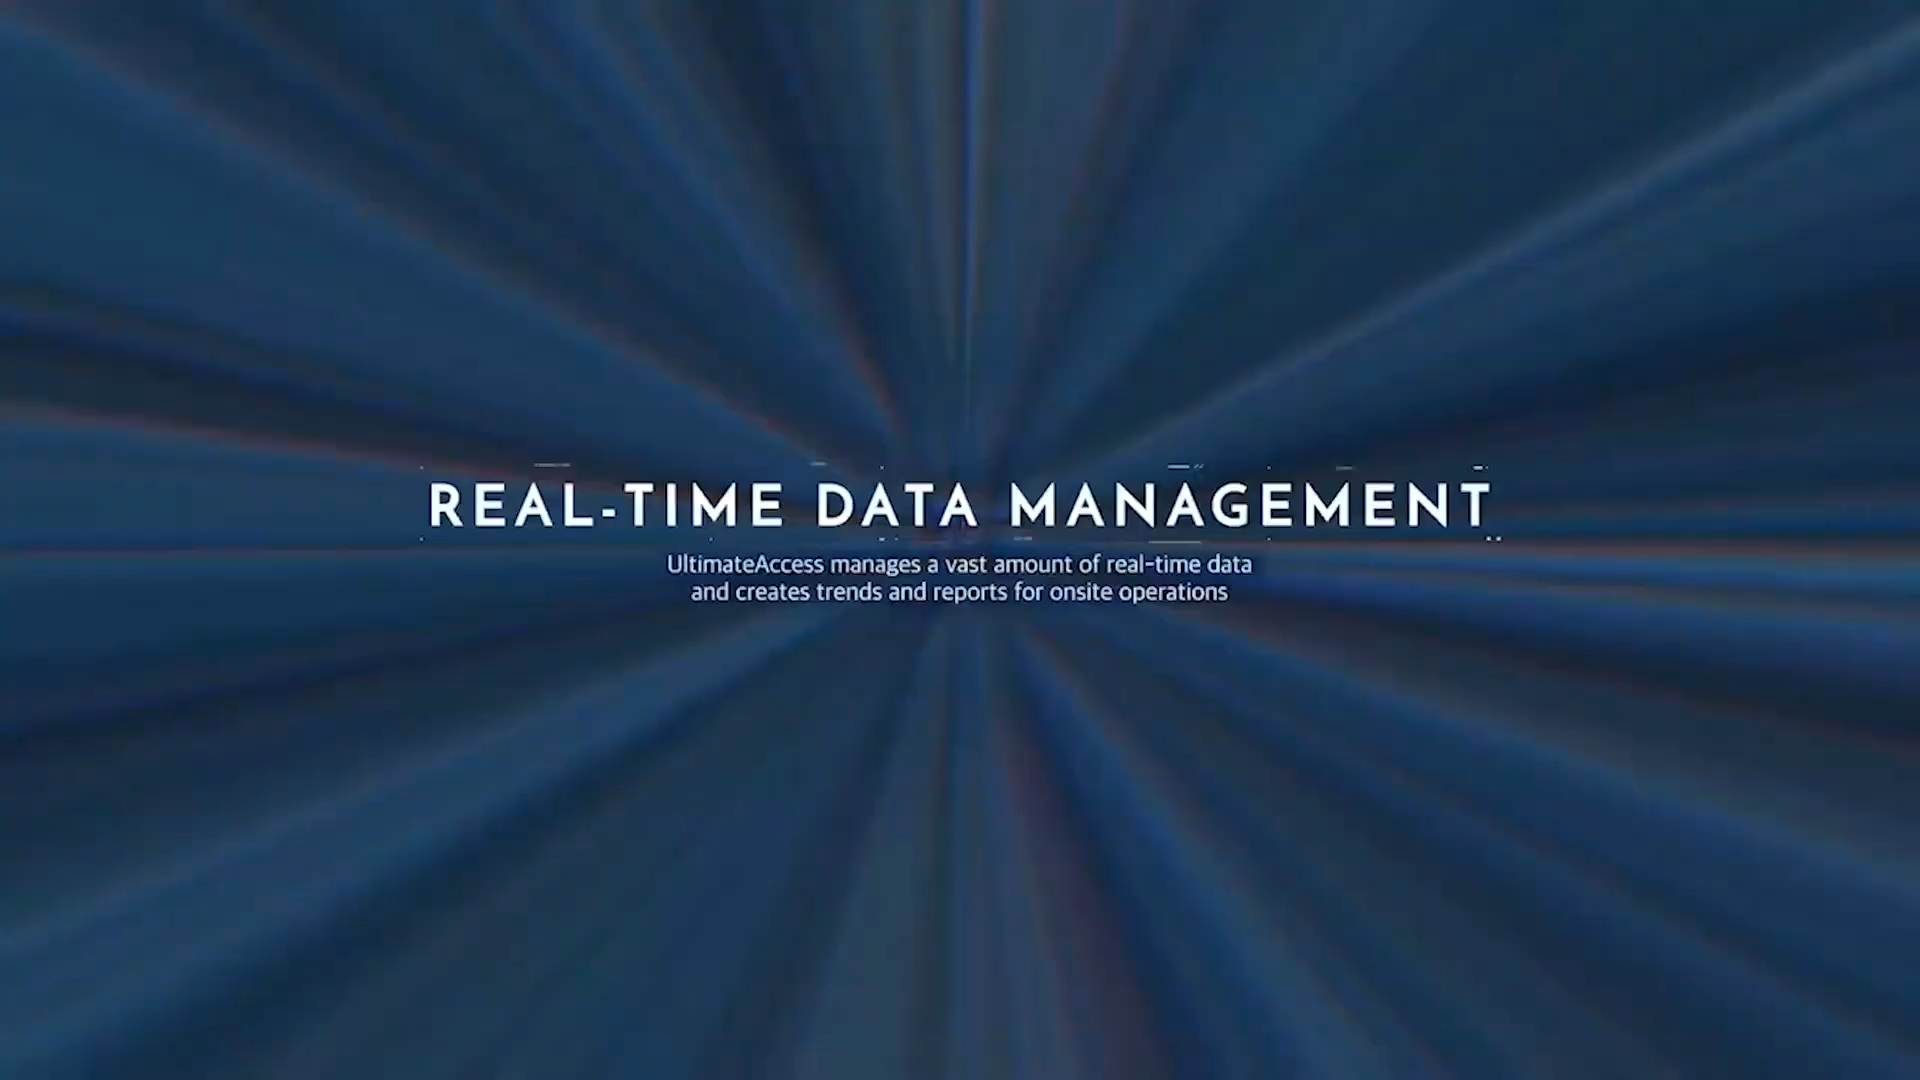 REAL-TIME DATA MANAGEMENT
UltimateAccess manages a vast amount of real-time data
and creates trends and reports for onsite operations